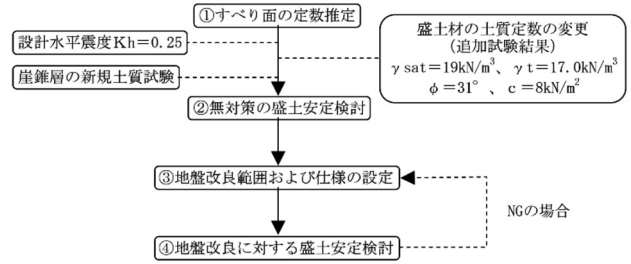 ①すべり面の定数推定
設計水平震度Kh＝0.25
崖錐層の新規土質試験
盛土材の土質定数の変更
(追加試験結果)
γsat＝19kN/m³、γt＝17.0kN/m³
φ＝31°、c＝8kN/m²
②無対策の盛土安定検討
③地盤改良範囲および仕様の設定
NGの場合
④地盤改良に対する盛土安定検討